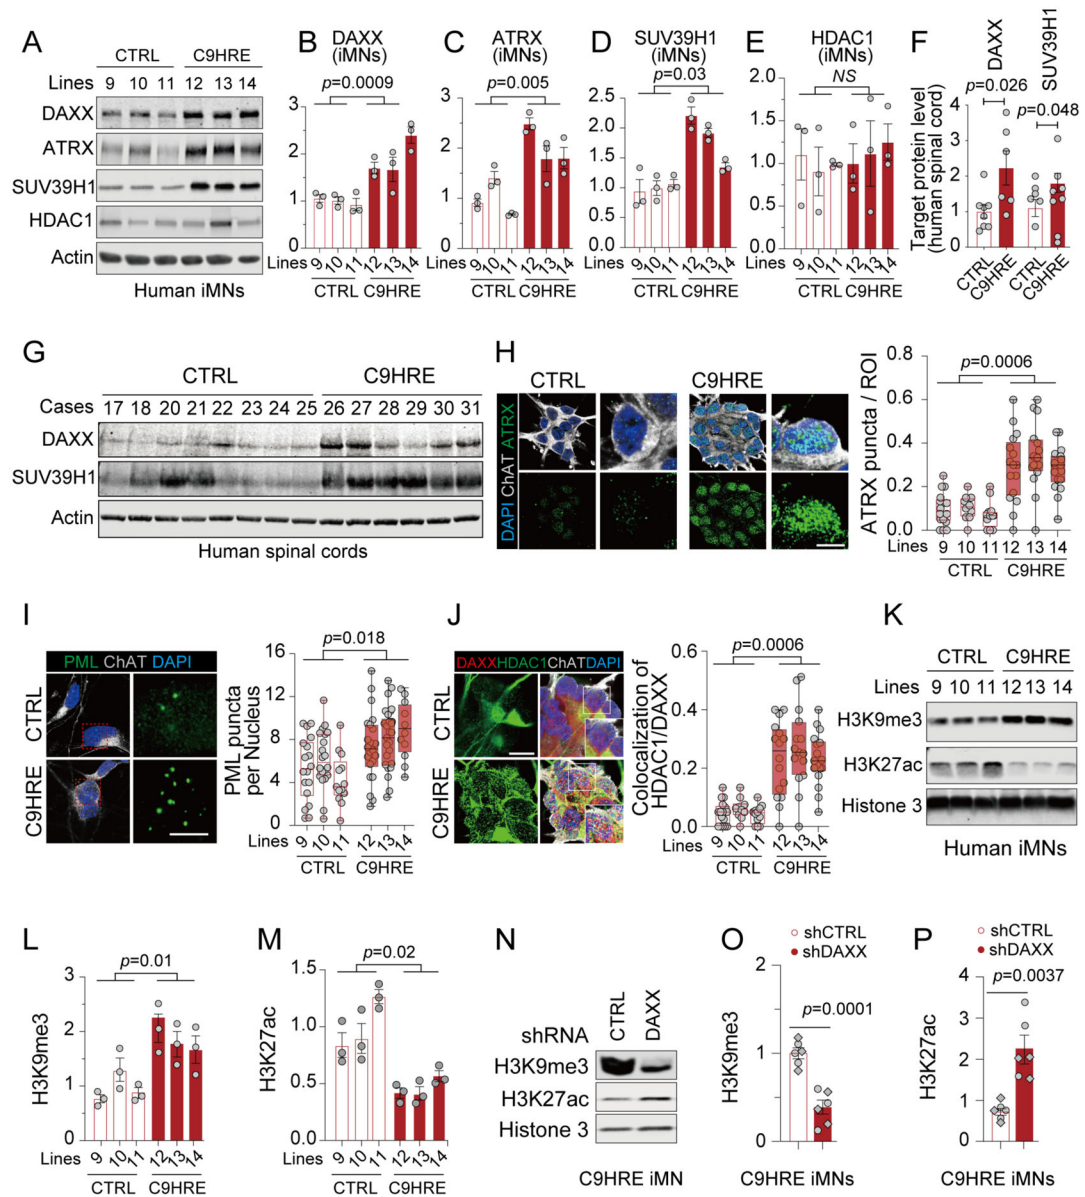 A
CTRL C9HRE
Lines 9 10 11 12 13 14
DAXX
ATRX
SUV39H1
HDAC1
Actin
Human iMNs
B
DAXX
(iMNs)
p=0.0009
3
2
1
0
Lines 9 10 11 12 13 14
CTRL C9HRE
C
ATRX
(iMNs)
p=0.005
3
2
1
0
Lines 9 10 11 12 13 14
CTRL C9HRE
D
SUV39H1
(iMNs)
p=0.03
2.5
2.0
1.5
1.0
0.5
0
Lines 9 10 11 12 13 14
CTRL C9HRE
E
HDAC1
(iMNs)
NS
2.0
1.5
1.0
0.5
0
Lines 9 10 11 12 13 14
CTRL C9HRE
F
DAXX
SUV39H1
p=0.026
p=0.048
Target protein level
(human spinal cord)
4
3
2
1
0
CTRL
C9HRE
CTRL
C9HRE
G
CTRL C9HRE
Cases 17 18 20 21 22 23 24 25 26 27 28 29 30 31
DAXX
SUV39H1
Actin
Human spinal cords
H
CTRL C9HRE
DAPI ChAT ATRX
p=0.0006
ATRX puncta / ROI
0.8
0.6
0.4
0.2
0.0
Lines 9 10 11 12 13 14
CTRL C9HRE
I
PML ChAT DAPI
CTRL
C9HRE
p=0.018
PML puncta
per Nucleus
16
12
8
4
0
Lines 9 10 11 12 13 14
CTRL C9HRE
J
DAXXHDAC1ChATDAPI
CTRL
C9HRE
p=0.0006
Colocalization of
HDAC1/DAXX
0.6
0.4
0.2
0.0
Lines 9 10 11 12 13 14
CTRL C9HRE
K
CTRL C9HRE
Lines 9 10 11 12 13 14
H3K9me3
H3K27ac
Histone 3
Human iMNs
L
p=0.01
H3K9me3
3
2
1
0
Lines 9 10 11 12 13 14
CTRL C9HRE
M
p=0.02
H3K27ac
1.5
1.0
0.5
0.0
Lines 9 10 11 12 13 14
CTRL C9HRE
N
shRNA CTRL DAXX
H3K9me3
H3K27ac
Histone 3
C9HRE iMN
O
shCTRL
shDAXX
p=0.0001
H3K9me3
2
1
0
C9HRE iMNs
P
shCTRL
shDAXX
p=0.0037
H3K27ac
4
3
2
1
0
C9HRE iMNs